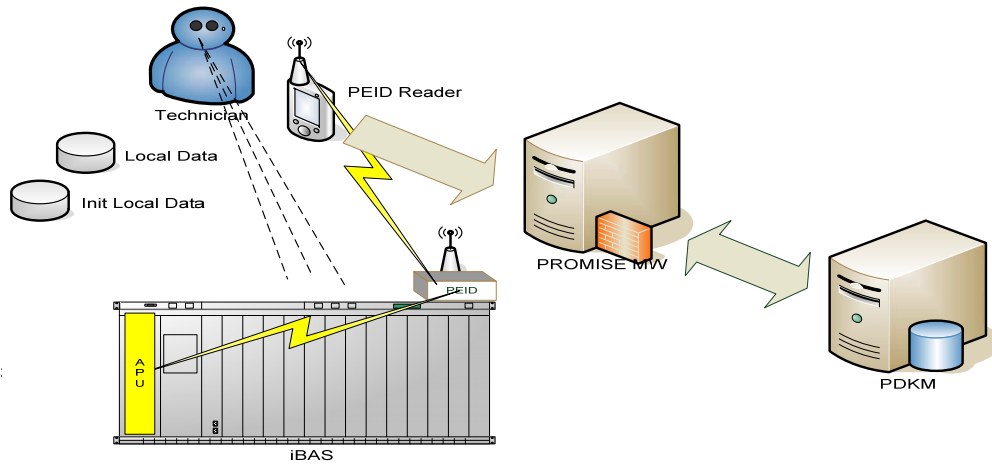 Technician
PEID Reader
Local Data
Init Local Data
PROMISE MW
PEID
A
P
U
PDKM
iBAS